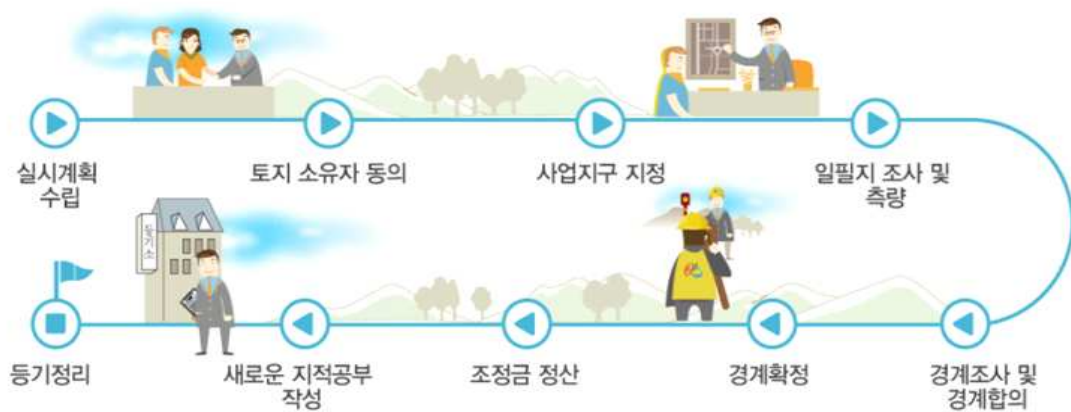 실시계획
수립
토지 소유자 동의
사업지구 지정
일필지 조사 및
측량
등기소
경계조사 및
경계합의
경계확정
조정금 정산
새로운 지적공부
작성
등기정리